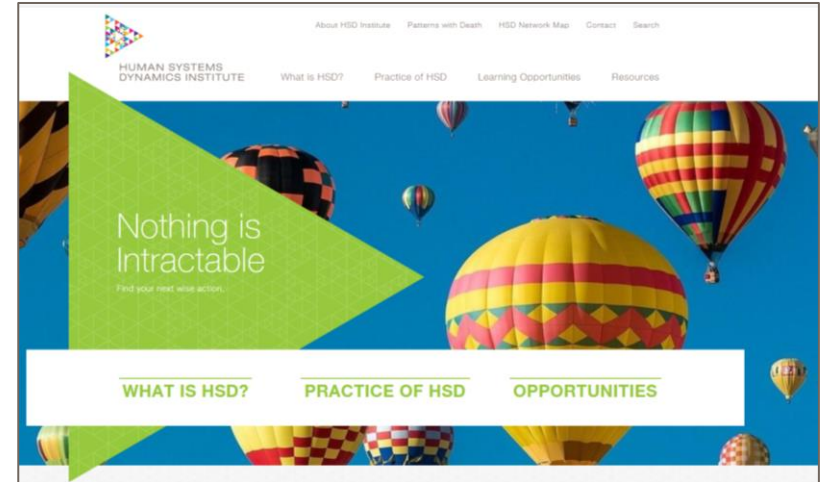 About HSD Institute Patterns with Death HSD Network Map Contact Search
HUMAN SYSTEMS
DYNAMICS INSTITUTE
What is HSD? Practice of HSD Learning Opportunities Resources
Nothing is
Intractable
Find your next wise action.
WHAT IS HSD? PRACTICE OF HSD OPPORTUNITIES